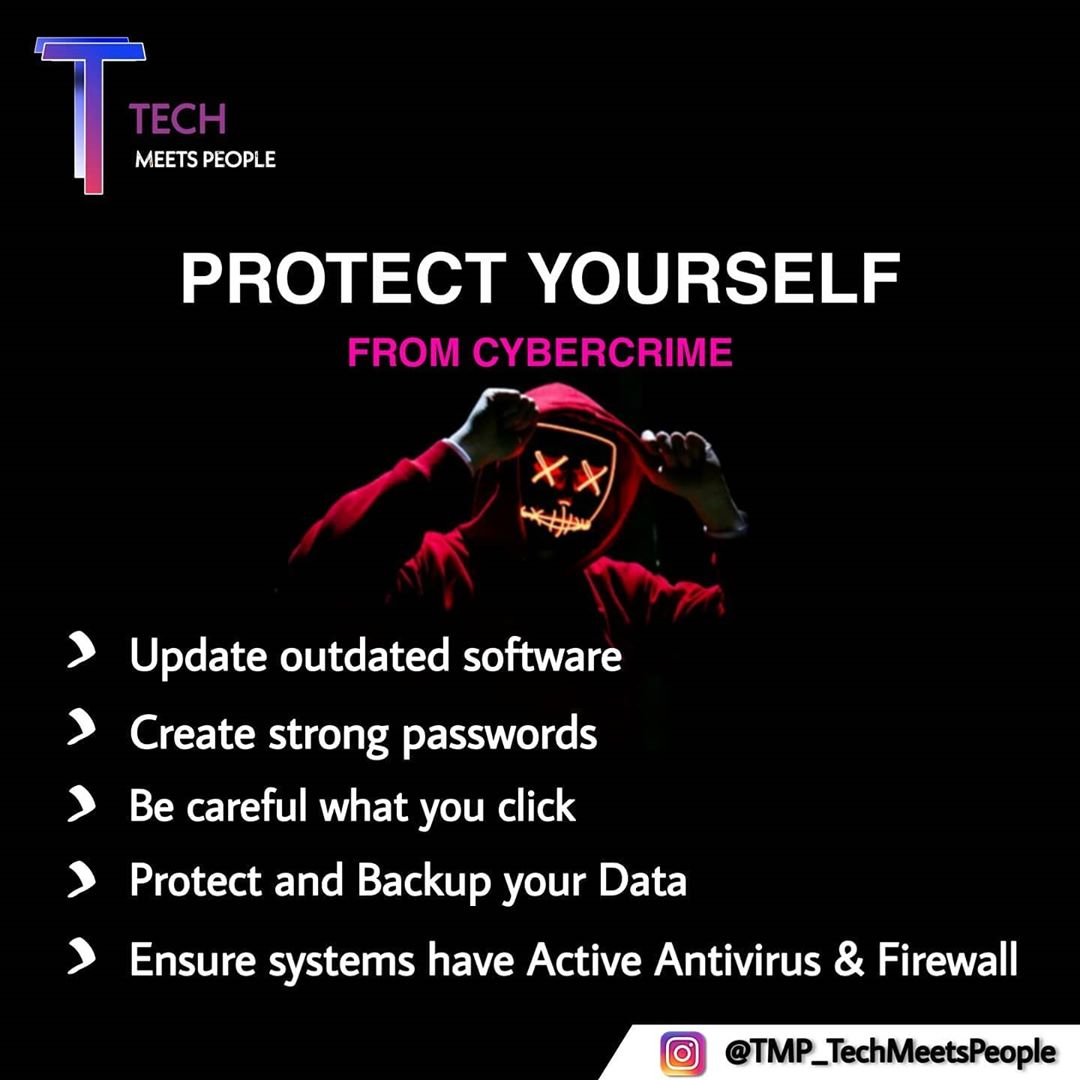 TECH
MEETS PEOPLE
PROTECT YOURSELF
FROM CYBERCRIME
Update outdated software
Create strong passwords
Be careful what you click
Protect and Backup your Data
Ensure systems have Active Antivirus & Firewall
@TMP_TechMeetsPeople